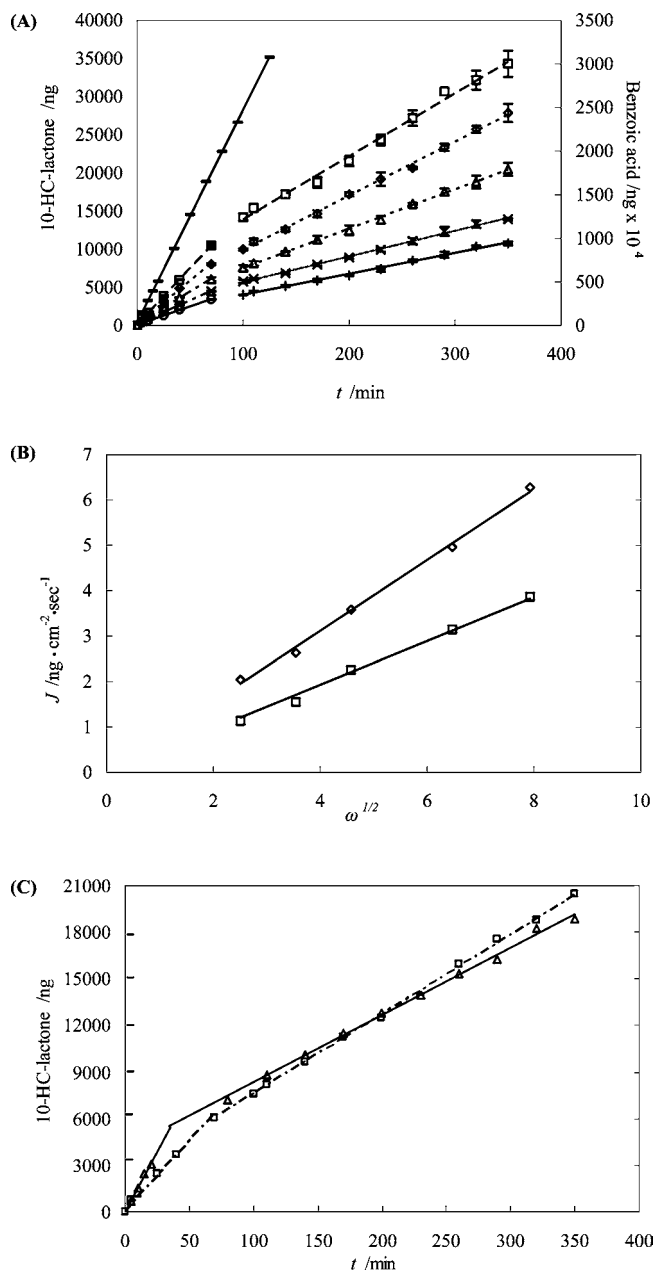 (A)
40000
35000
30000
25000
20000
15000
10000
5000
0
10-HC-lactone /ng
3500
3000
2500
2000
1500
1000
500
0
Benzoic acid /ng x 10⁴
0 100 200 300 400
t /min
(B)
7
6
5
4
3
2
1
0
J /ng·cm⁻²·sec⁻¹
0 2 4 6 8 10
ω^1/2
(C)
21000
18000
15000
12000
9000
6000
3000
0
10-HC-lactone /ng
0 50 100 150 200 250 300 350 400
t /min